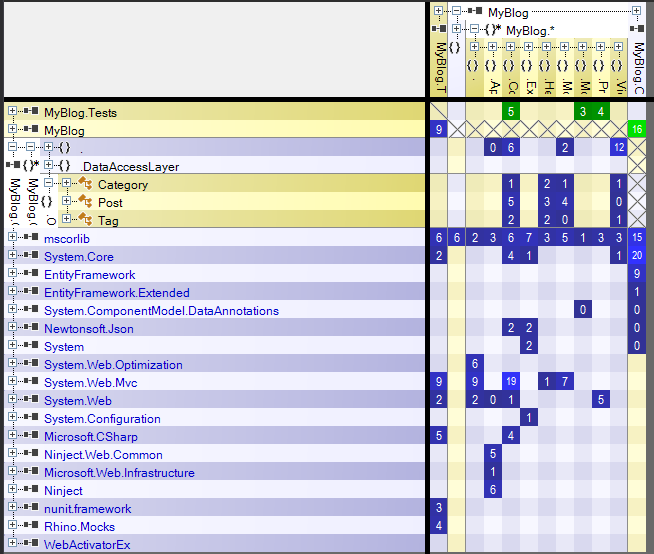 MyBlog
{}* MyBlog.*
MyBlog.T
{}
{} .
{} .Ap
{} .C
{} .Ex
{} .He
{} .M
{} .M
{} .Pr
{} .Vi
MyBlog.C
MyBlog.Tests 5 3 4
MyBlog 9 16
{} . 0 6 2 12
{}* {} .DataAccessLayer
MyBlog.
MyBlog.
{} .O
Category 1 2 1 1
Post 5 3 4 0
Tag 2 2 0 0
mscorlib 6 6 2 3 6 7 3 5 1 3 3 15
System.Core 2 4 1 1 20
EntityFramework 9
EntityFramework.Extended 1
System.ComponentModel.DataAnnotations 0 0
Newtonsoft.Json 2 2 0
System 2 0
System.Web.Optimization 6
System.Web.Mvc 9 9 19 1 7
System.Web 2 2 0 1 5
System.Configuration 1
Microsoft.CSharp 5 4
Ninject.Web.Common 5
Microsoft.Web.Infrastructure 1
Ninject 6
nunit.framework 3
Rhino.Mocks 4
WebActivatorEx